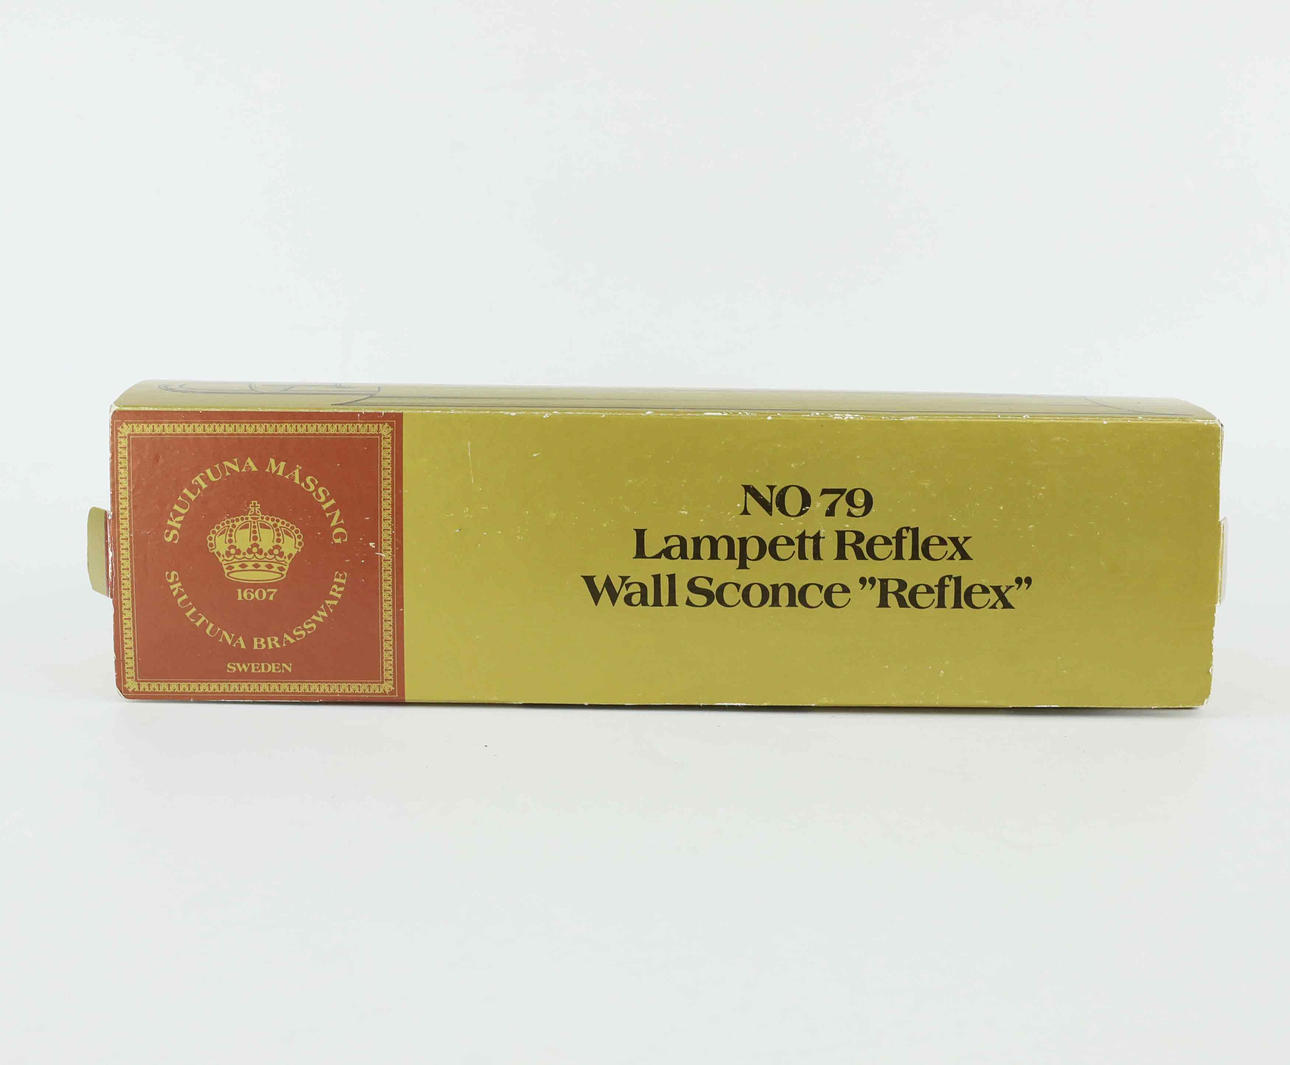 SKULTUNA MÄSSING
1607
SKULTUNA BRASSWARE
SWEDEN
NO 79
Lampett Reflex
Wall Sconce ”Reflex”